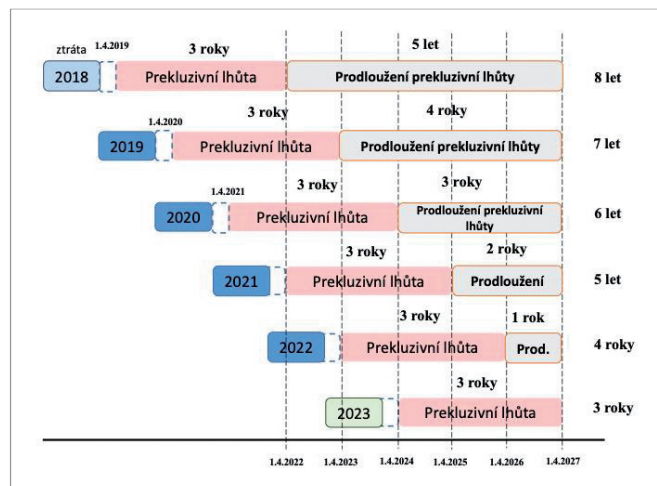 ztráta 1.4.2019 3 roky 5 let
2018 Prekluzivní lhůta Prodloužení prekluzivní lhůty 8 let
1.4.2020 3 roky 4 roky
2019 Prekluzivní lhůta Prodloužení prekluzivní lhůty 7 let
1.4.2021 3 roky 3 roky
2020 Prekluzivní lhůta Prodloužení prekluzivní 6 let
lhůty
3 roky 2 roky
2021 Prekluzivní lhůta Prodloužení 5 let
3 roky 1 rok
2022 Prekluzivní lhůta Prod. 4 roky
3 roky
2023 Prekluzivní lhůta 3 roky
1.4.2022 1.4.2023 1.4.2024 1.4.2025 1.4.2026 1.4.2027